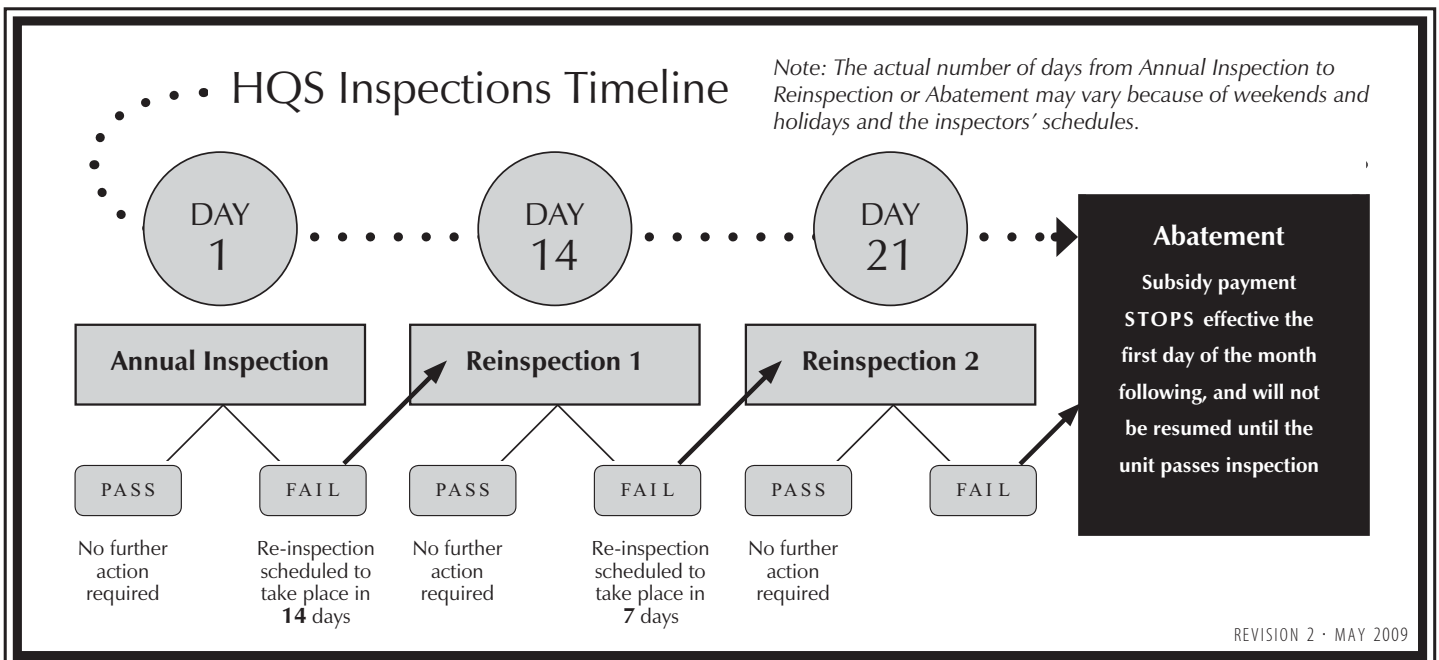 HQS Inspections Timeline
Note: The actual number of days from Annual Inspection to
Reinspection or Abatement may vary because of weekends and
holidays and the inspectors' schedules.
DAY
1
DAY
14
DAY
21
Annual Inspection
Reinspection 1
Reinspection 2
PASS
FAIL
PASS
FAIL
PASS
FAIL
No further
action
required
Re-inspection
scheduled to
take place in
14 days
No further
action
required
Re-inspection
scheduled to
take place in
7 days
No further
action
required
Abatement
Subsidy payment
STOPS effective the
first day of the month
following, and will not
be resumed until the
unit passes inspection
REVISION 2 · MAY 2009